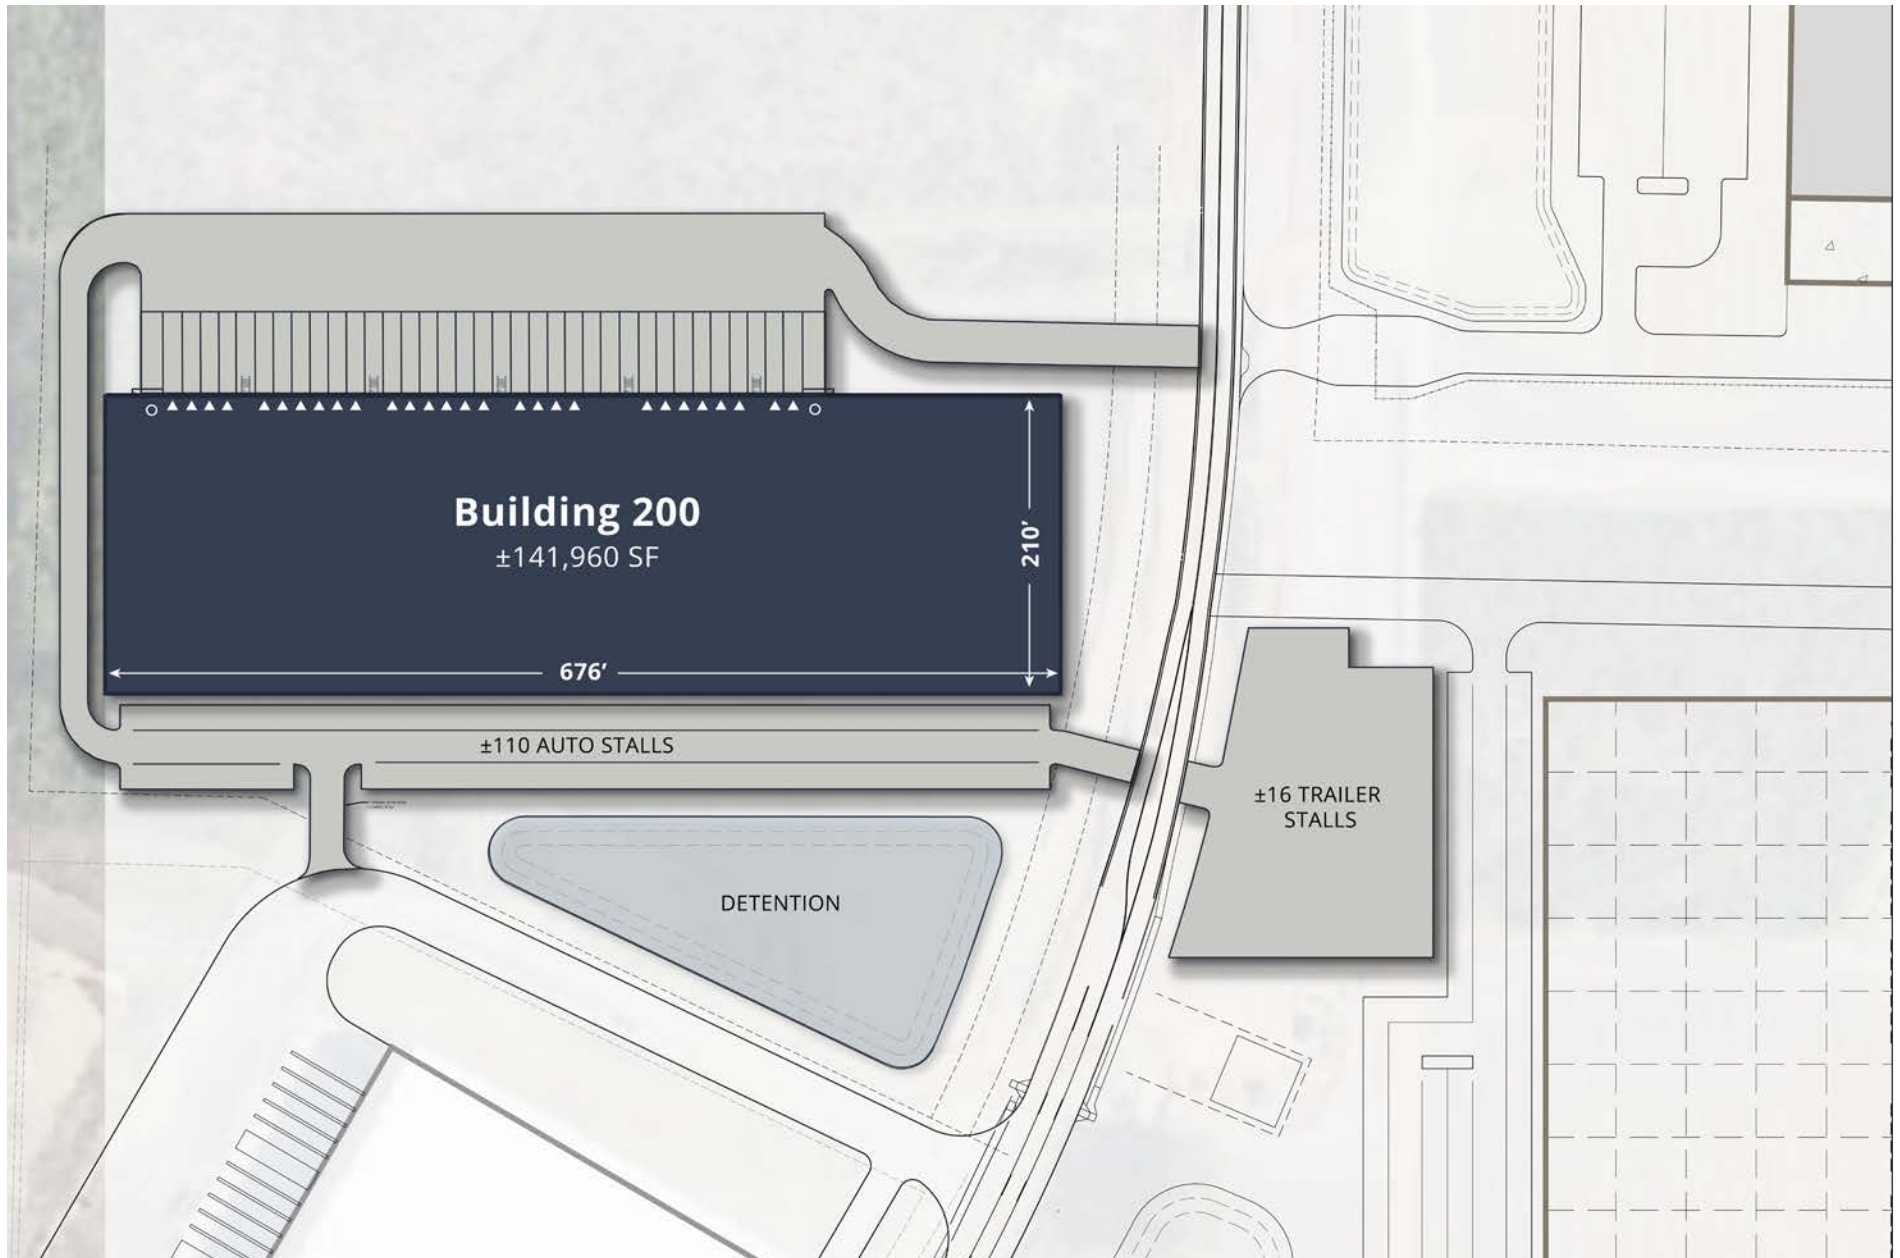 Building 200
±141,960 SF
210’
676’
±110 AUTO STALLS
±16 TRAILER
STALLS
DETENTION